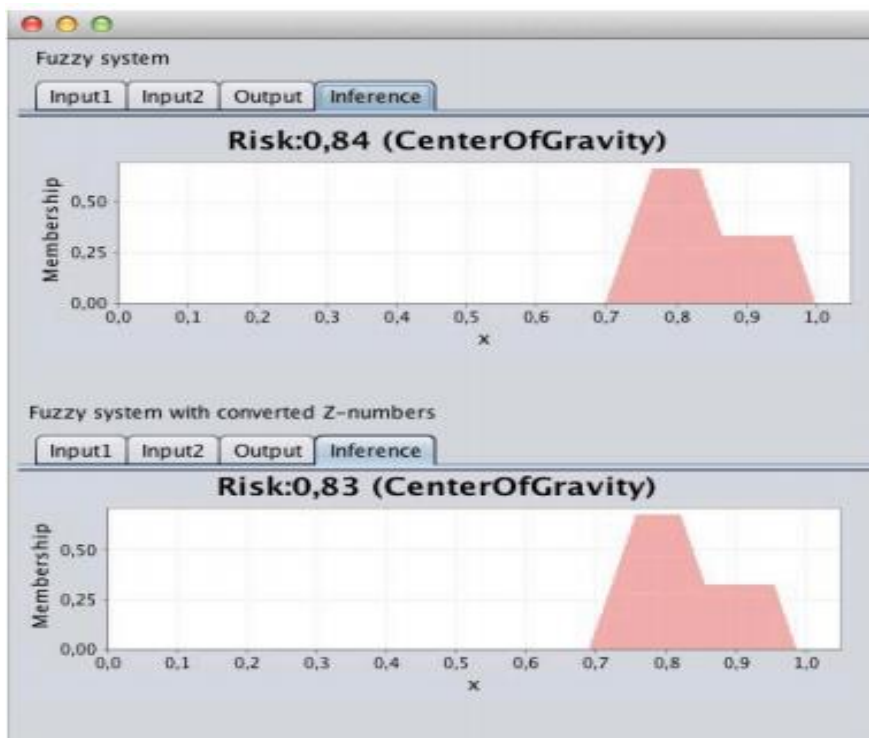 Fuzzy system
Input1 Input2 Output Inference
Risk:0,84 (CenterOfGravity)
Membership
0,50
0,25
0,00
0,0 0,1 0,2 0,3 0,4 0,5 0,6 0,7 0,8 0,9 1,0
x
Fuzzy system with converted Z-numbers
Input1 Input2 Output Inference
Risk:0,83 (CenterOfGravity)
Membership
0,50
0,25
0,00
0,0 0,1 0,2 0,3 0,4 0,5 0,6 0,7 0,8 0,9 1,0
x